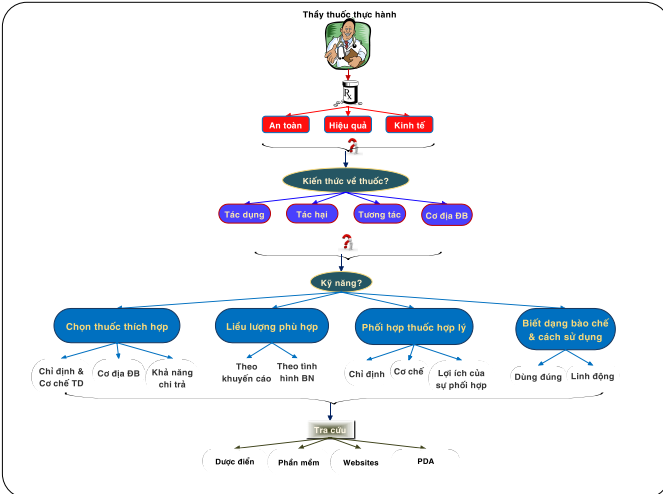 Thầy thuốc thực hành
Rx
An toàn
Hiệu quả
Kinh tế
?
Kiến thức về thuốc?
Tác dụng
Tác hại
Tương tác
Cơ địa ĐB
?
Kỹ năng?
Chọn thuốc thích hợp
Liều lượng phù hợp
Phối hợp thuốc hợp lý
Biết dạng bào chế
& cách sử dụng
Chỉ định &
Cơ chế TD
Cơ địa ĐB
Khả năng
chi trả
Theo
khuyến cáo
Theo tình
hình BN
Chỉ định
Cơ chế
Lợi ích của
sự phối hợp
Dùng đúng
Linh động
Tra cứu
Dược điển
Phần mềm
Websites
PDA